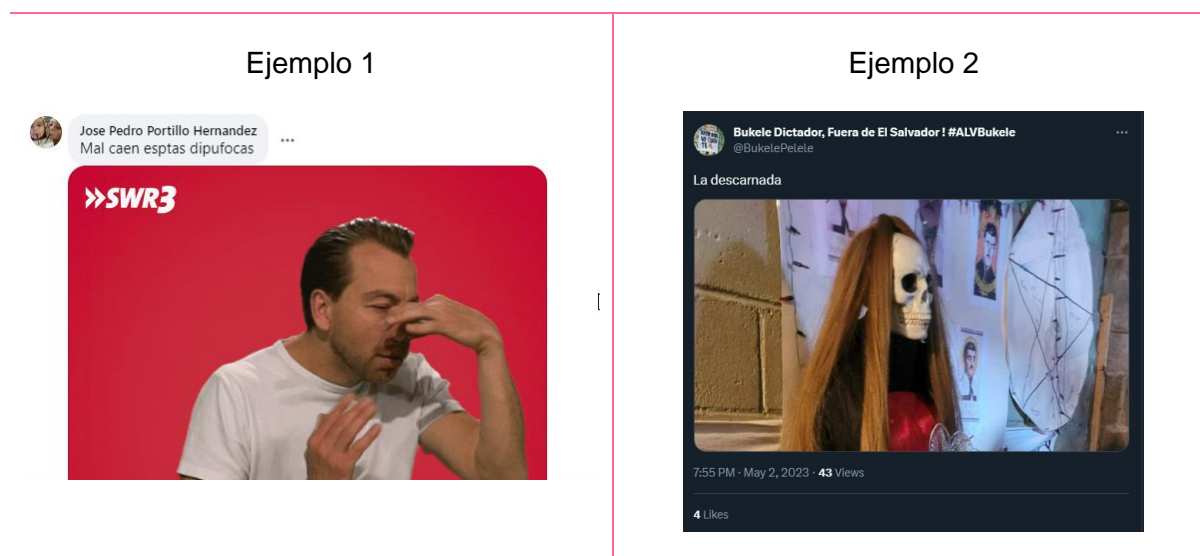 Ejemplo 1
Jose Pedro Portillo Hernandez
Mal caen esptas dipufocas
SWR3
Ejemplo 2
Bukele Dictador, Fuera de El Salvador ! #ALVBukele
@BukelePelele
La descarnada
7:55 PM · May 2, 2023 · 43 Views
4 Likes